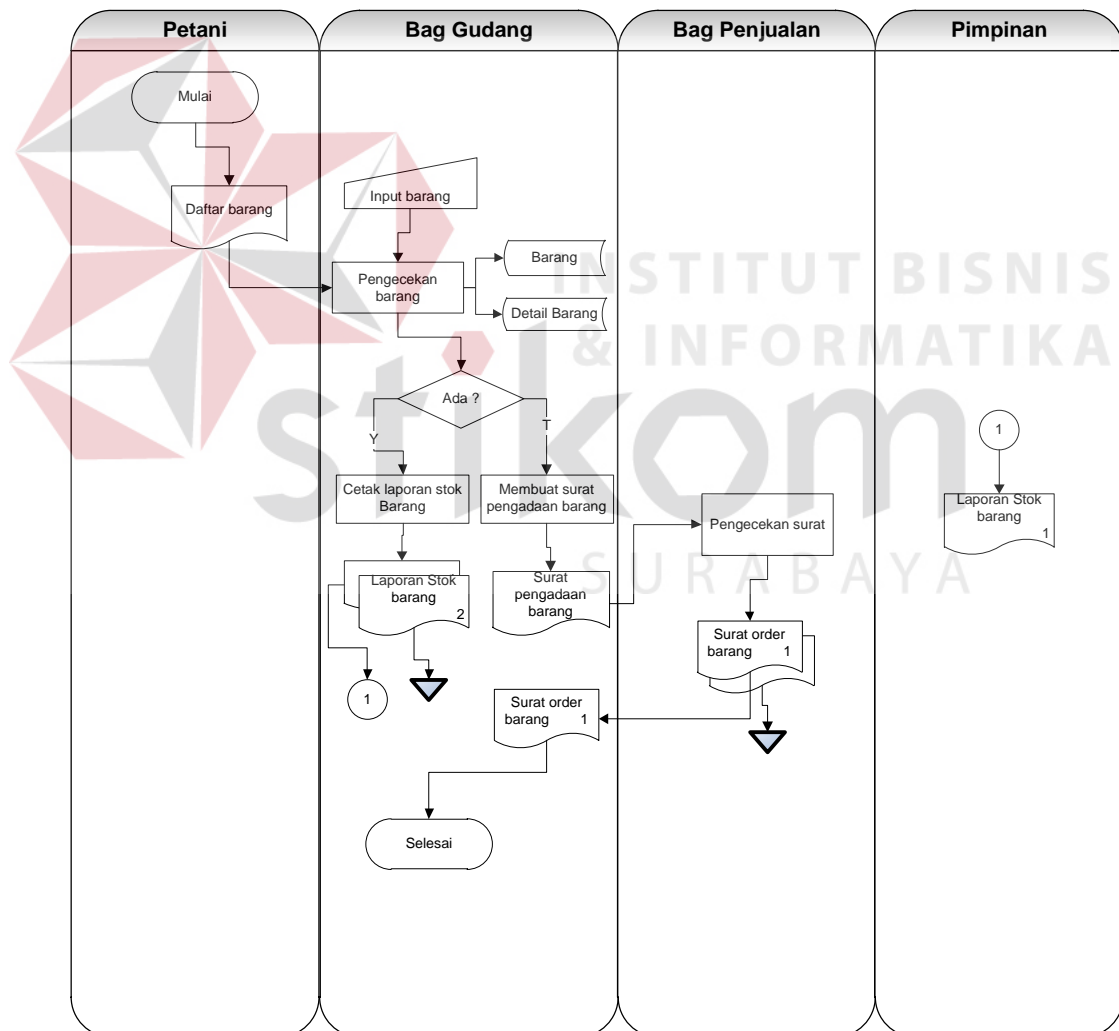 Petani
Bag Gudang
Bag Penjualan
Pimpinan
Mulai
Daftar barang
Input barang
Pengecekan
barang
Barang
Detail Barang
Ada ?
Y
T
Cetak laporan stok
Barang
Membuat surat
pengadaan barang
Laporan Stok
barang
2
Surat
pengadaan
barang
1
Pengecekan surat
Surat order
barang 1
Surat order
barang 1
Selesai
1
Laporan Stok
barang
1
INSTITUT BISNIS
& INFORMATIKA
stikom
SURABAYA